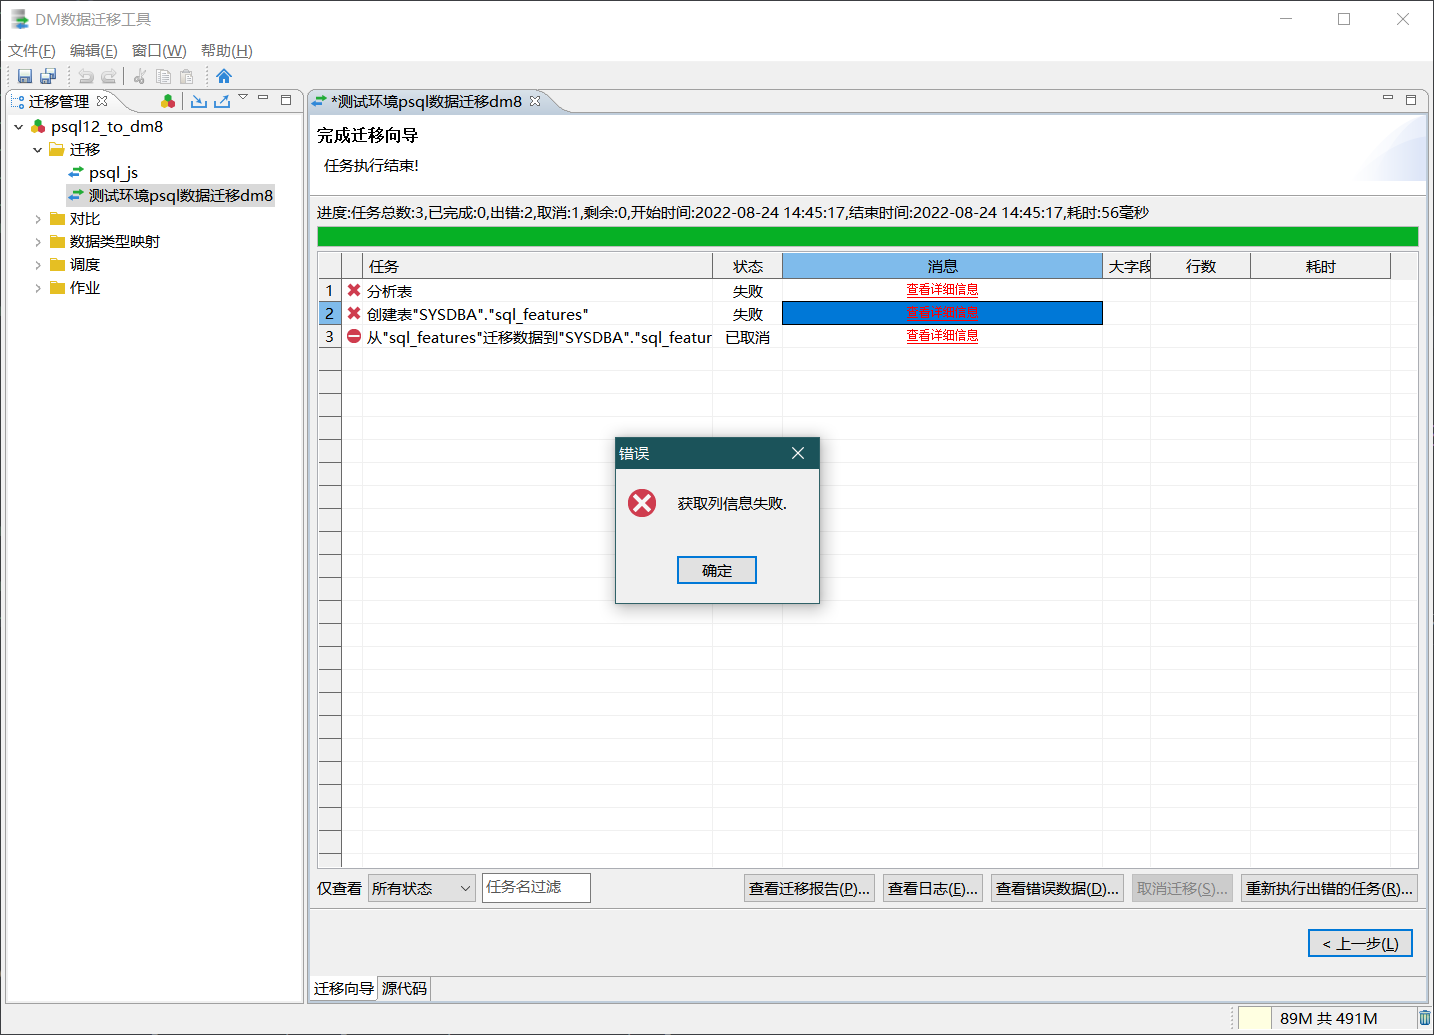 DM数据迁移工具
文件(F) 编辑(E) 窗口(W) 帮助(H)
迁移管理
*测试环境psql数据迁移dm8
psql12_to_dm8
迁移
psql_js
测试环境psql数据迁移dm8
对比
数据类型映射
调度
作业
完成迁移向导
任务执行结束!
进度:任务总数:3,已完成:0,出错:2,取消:1,剩余:0,开始时间:2022-08-24 14:45:17,结束时间:2022-08-24 14:45:17,耗时:56毫秒
任务 状态 消息 大字段 行数 耗时
1 分析表 失败 查看详细信息
2 创建表"SYSDBA"."sql_features" 失败 查看详细信息
3 从"sql_features"迁移数据到"SYSDBA"."sql_featur 已取消 查看详细信息
错误
获取列信息失败.
确定
仅查看 所有状态 任务名过滤 查看迁移报告(P)... 查看日志(E)... 查看错误数据(D)... 取消迁移(S)... 重新执行出错的任务(R)...
< 上一步(L)
迁移向导 源代码
89M 共 491M